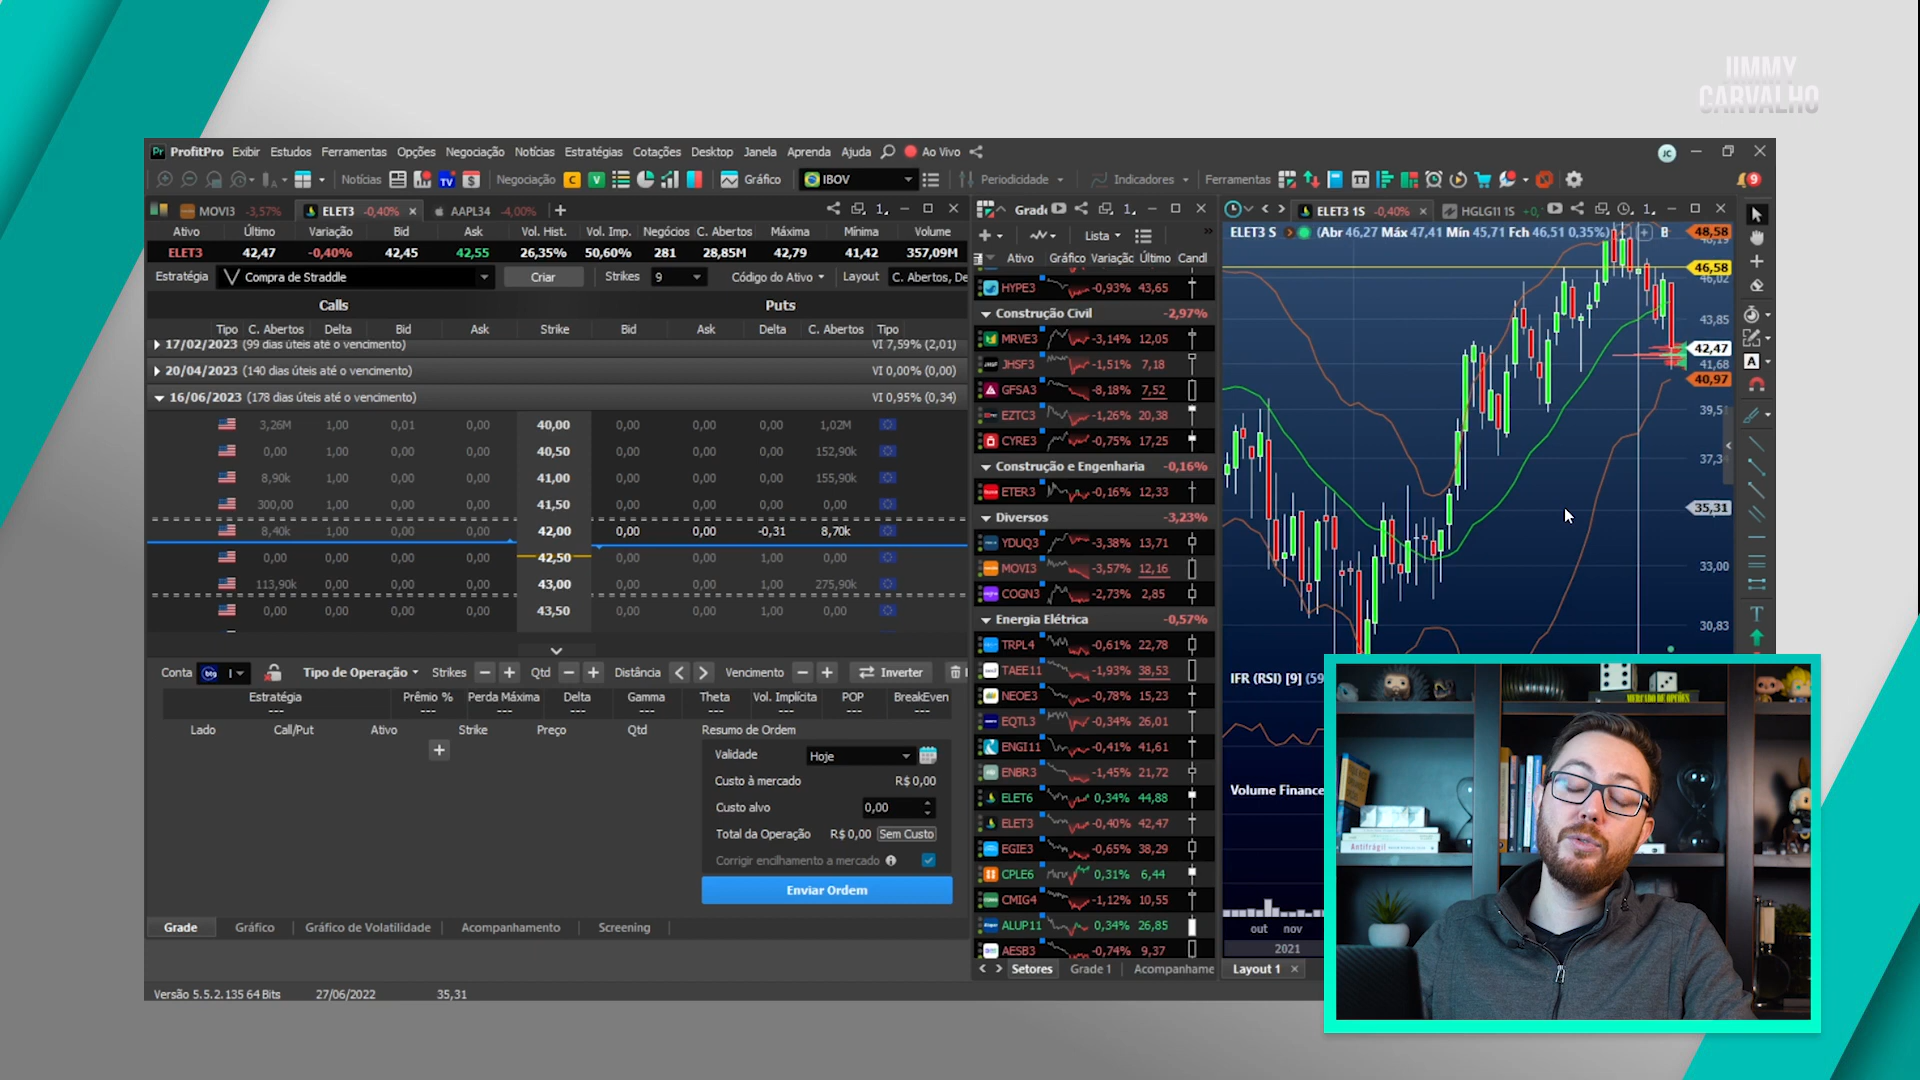 JIMMY
CARVALHO
ProfitPro Exibir Estudos Ferramentas Opções Negociação Notícias Estratégias Cotações Desktop Janela Aprenda Ajuda Ao Vivo
Notícias Negociação Gráfico IBOV Periodicidade Indicadores Ferramentas 9
MOVI3 -3,57% ELET3 -0,40% AAPL34 -4,00%
Ativo Último Variação Bid Ask Vol. Hist. Vol. Imp. Negócios C. Abertos Máxima Mínima Volume
ELET3 42,47 -0,40% 42,45 42,55 26,35% 50,60% 281 28,85M 42,79 41,42 357,09M
Estratégia Compra de Straddle Criar Strikes 9 Código do Ativo Layout C. Abertos, De
Calls Puts
Tipo C. Abertos Delta Bid Ask Strike Bid Ask Delta C. Abertos Tipo
17/02/2023 (99 dias úteis até o vencimento) VI 7,59% (2,01)
20/04/2023 (140 dias úteis até o vencimento) VI 0,00% (0,00)
16/06/2023 (178 dias úteis até o vencimento) VI 0,95% (0,34)
3,26M 1,00 0,01 0,00 40,00 0,00 0,00 0,00 1,02M
0,00 1,00 0,00 0,00 40,50 0,00 0,00 0,00 152,90k
8,90k 1,00 0,00 0,00 41,00 0,00 0,00 0,00 155,90k
300,00 1,00 0,00 0,00 41,50 0,00 0,00 0,00 0,00
8,40k 1,00 0,00 0,00 42,00 0,00 0,00 -0,31 8,70k
0,00 0,00 0,00 0,00 42,50 0,00 0,00 1,00 0,00
113,90k 0,00 0,00 0,00 43,00 0,00 0,00 1,00 275,90k
0,00 0,00 0,00 0,00 43,50 0,00 0,00 1,00 0,00
Conta Tipo de Operação Strikes Qtd Distância Vencimento Inverter
Estratégia Prêmio % Perda Máxima Delta Gamma Theta Vol. Implícita POP BreakEven
--- --- --- --- --- --- --- --- ---
Lado Call/Put Ativo Strike Preço Qtd Resumo de Ordem
Validade Hoje
Custo à mercado R$ 0,00
Custo alvo 0,00
Total da Operação R$ 0,00 Sem Custo
Corrigir encilhamento a mercado
Enviar Ordem
Grade Gráfico Gráfico de Volatilidade Acompanhamento Screening
Versão 5.5.2.135 64 Bits 27/06/2022 35,31
Grade
Lista
Ativo Gráfico Variação Último Candl
HYPE3 -0,93% 43,65
Construção Civil -2,97%
MRVE3 -3,14% 12,05
JHSF3 -1,51% 7,18
GFSA3 -8,18% 7,52
EZTC3 -1,26% 20,38
CYRE3 -0,75% 17,25
Construção e Engenharia -0,16%
ETER3 -0,16% 12,33
Diversos -3,23%
YDUQ3 -3,38% 13,71
MOVI3 -3,57% 12,16
COGN3 -2,73% 2,85
Energia Elétrica -0,57%
TRPL4 -0,61% 22,78
TAEE11 -1,93% 38,53
NEOE3 -0,78% 15,23
EQTL3 -0,34% 26,01
ENGI11 -0,41% 41,61
ENBR3 -1,45% 21,72
ELET6 0,34% 44,88
ELET3 -0,40% 42,47
EGIE3 -0,65% 38,29
CPLE6 0,31% 6,44
CMIG4 -1,12% 10,55
ALUP11 0,34% 26,85
AESB3 -0,74% 9,37
Setores Grade 1 Acompanhame
ELET3 1S -0,40% HGLG11 1S
ELET3 S (Abr 46,27 Máx 47,41 Mín 45,71 Fch 46,51 0,35%)
48,58
46,58
46,02
43,85
42,47
41,68
40,97
39,51
37,3
35,31
33,00
30,83
IFR (RSI) [9] (59
Volume Finance
out nov
2021
Layout 1
MERCADO DE OPÇÕES
Antifrágil